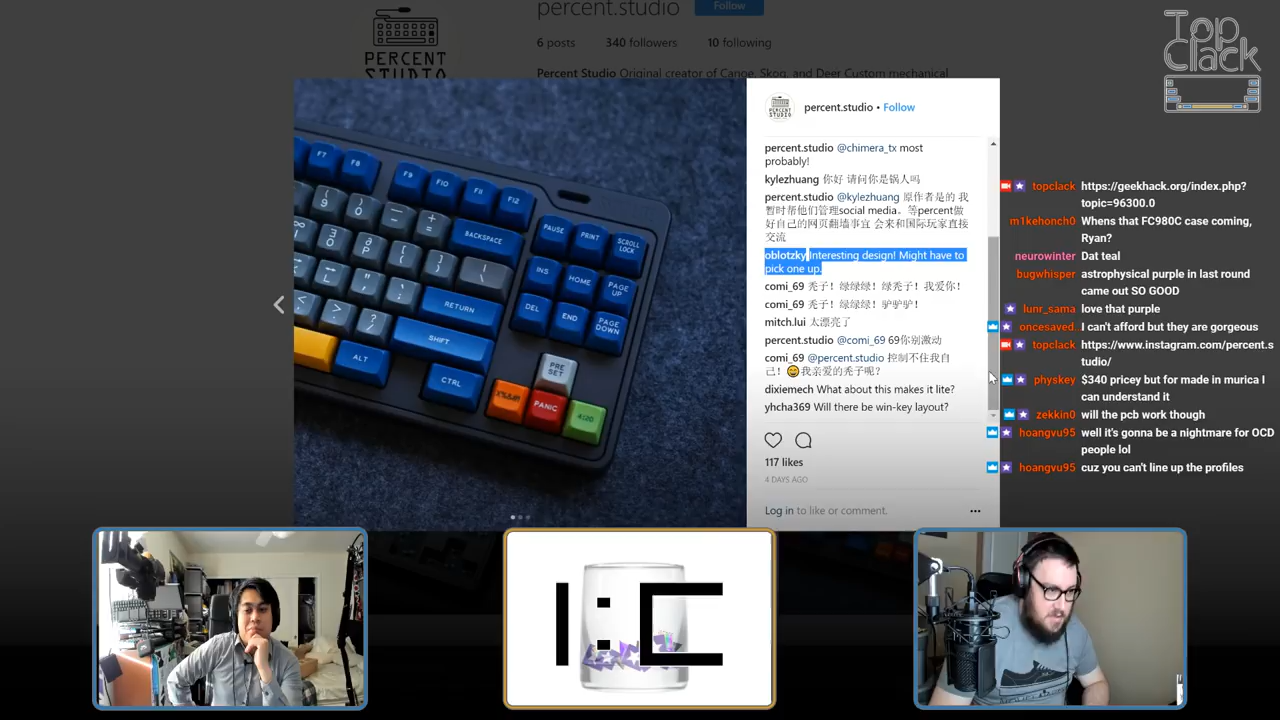 percent.studio
Follow
6 posts
340 followers
10 following
Percent Studio Original creator of Canoe, Skog, and Deer Custom mechanical
PERCENT
STUDIO
Top
Clack
percent.studio • Follow
percent.studio @chimera_tx most
probably!
kylezhuang 你好 请问你是锅人吗
percent.studio @kylezhuang 原作者是的 我
暂时帮他们管理social media。等percent做
好自己的网页翻墙事宜 会来和国际玩家直接
交流
oblotzky Interesting design! Might have to
pick one up.
comi_69 秃子！绿绿绿！绿秃子！我爱你！
comi_69 秃子！绿绿绿！驴驴驴！
mitch.lui 太漂亮了
percent.studio @comi_69 69你别激动
comi_69 @percent.studio 控制不住我自
己！😄我亲爱的秃子呢？
dixiemech What about this makes it lite?
yhcha369 Will there be win-key layout?
117 likes
4 DAYS AGO
Log in to like or comment.
topclack https://geekhack.org/index.php?
topic=96300.0
m1kehonch0 Whens that FC980C case coming,
Ryan?
neurowinter Dat teal
bugwhisper astrophysical purple in last round
came out SO GOOD
lunr_sama love that purple
oncesaved. I can't afford but they are gorgeous
topclack https://www.instagram.com/percent.s
tudio/
physkey $340 pricey but for made in murica I
can understand it
zekkin0 will the pcb work though
hoangvu95 well it's gonna be a nightmare for OCD
people lol
hoangvu95 cuz you can't line up the profiles
F7
F8
F9
F10
F11
F12
PAUSE
PRINT
SCROLL
LOCK
BACKSPACE
INS
HOME
PAGE
UP
DEL
END
PAGE
DOWN
RETURN
SHIFT
ALT
CTRL
PRE
SET
PANIC
4:20